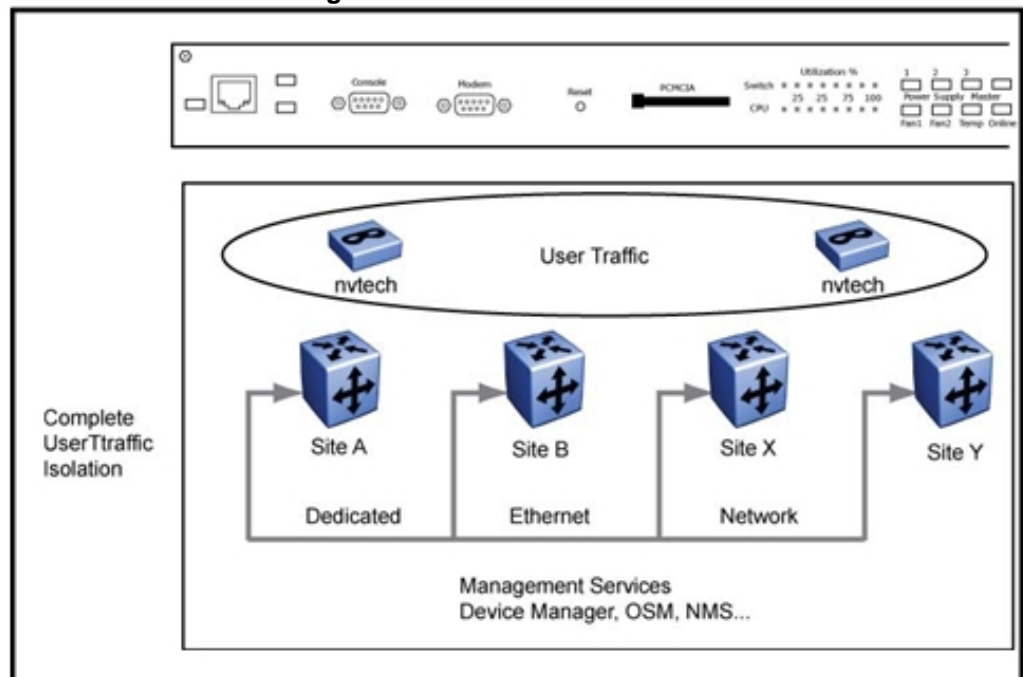 Console
Modem
Reset
PCMCIA
Utilization %
Switch
25 25 75 100
CPU
1 2 3
Power Supply Master
Fan1 Fan2 Temp Online
User Traffic
nvtech
nvtech
Complete
UserTtraffic
Isolation
Site A
Site B
Site X
Site Y
Dedicated
Ethernet
Network
Management Services
Device Manager, OSM, NMS...